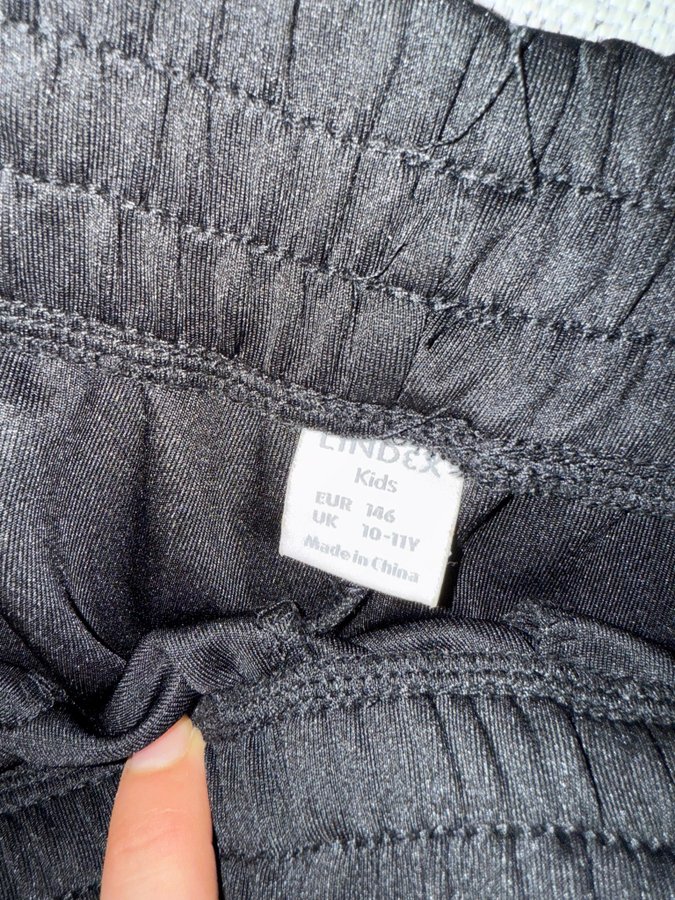 LINDEX
Kids
EUR 146
UK 10-11Y
Made in China